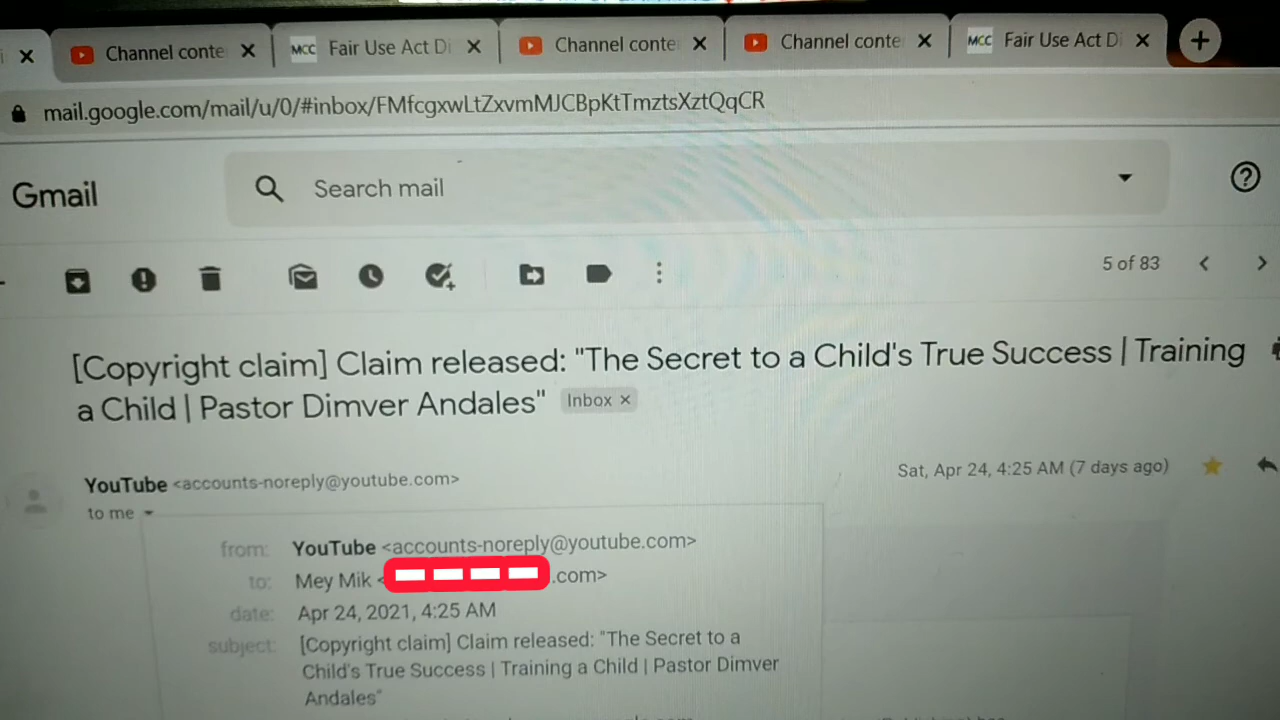 Channel conte
MCC Fair Use Act Di
Channel conte
Channel conte
MCC Fair Use Act D
mail.google.com/mail/u/0/#inbox/FMfcgxwLtZxvmMJCBpKtTmztsXztQqCR
Gmail
Search mail
5 of 83
[Copyright claim] Claim released: "The Secret to a Child's True Success | Training
a Child | Pastor Dimver Andales"
Inbox ×
YouTube <accounts-noreply@youtube.com>
Sat, Apr 24, 4:25 AM (7 days ago)
to me
from: YouTube <accounts-noreply@youtube.com>
to: Mey Mik < .com>
date: Apr 24, 2021, 4:25 AM
subject: [Copyright claim] Claim released: "The Secret to a
Child's True Success | Training a Child | Pastor Dimver
Andales"